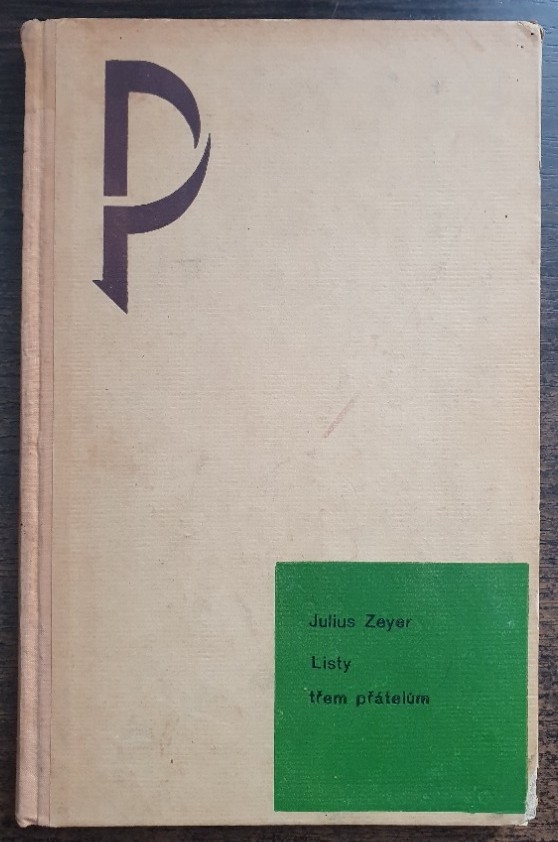 P
Julius Zeyer
Listy
třem přátelům